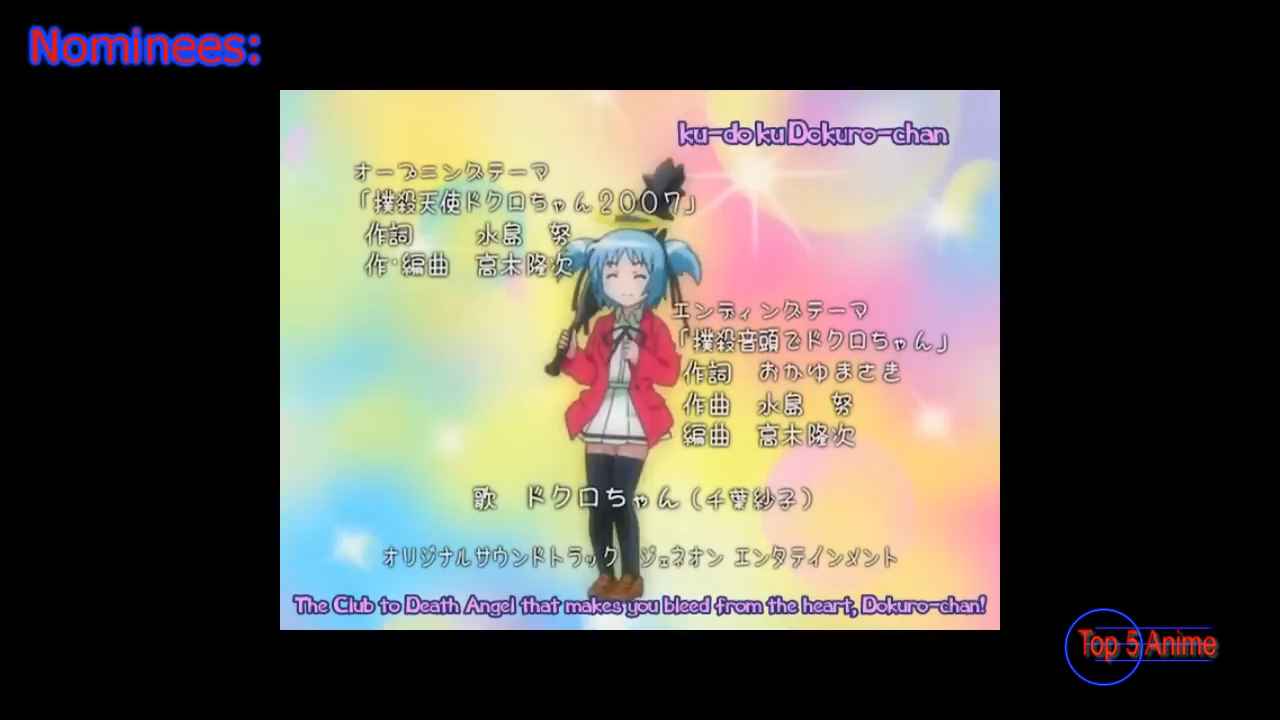 Nominees:
ku-do ku Dokuro-chan
オープニングテーマ
「撲殺天使ドクロちゃん２００７」
作詞 水島 努
作・編曲 高木隆次
エンディングテーマ
「撲殺音頭でドクロちゃん」
作詞 おかゆまさき
作曲 水島 努
編曲 高木隆次
歌 ドクロちゃん（千葉紗子）
オリジナルサウンドトラック ジェネオン エンタテインメント
The Club to Death Angel that makes you bleed from the heart, Dokuro-chan!
Top 5 Anime